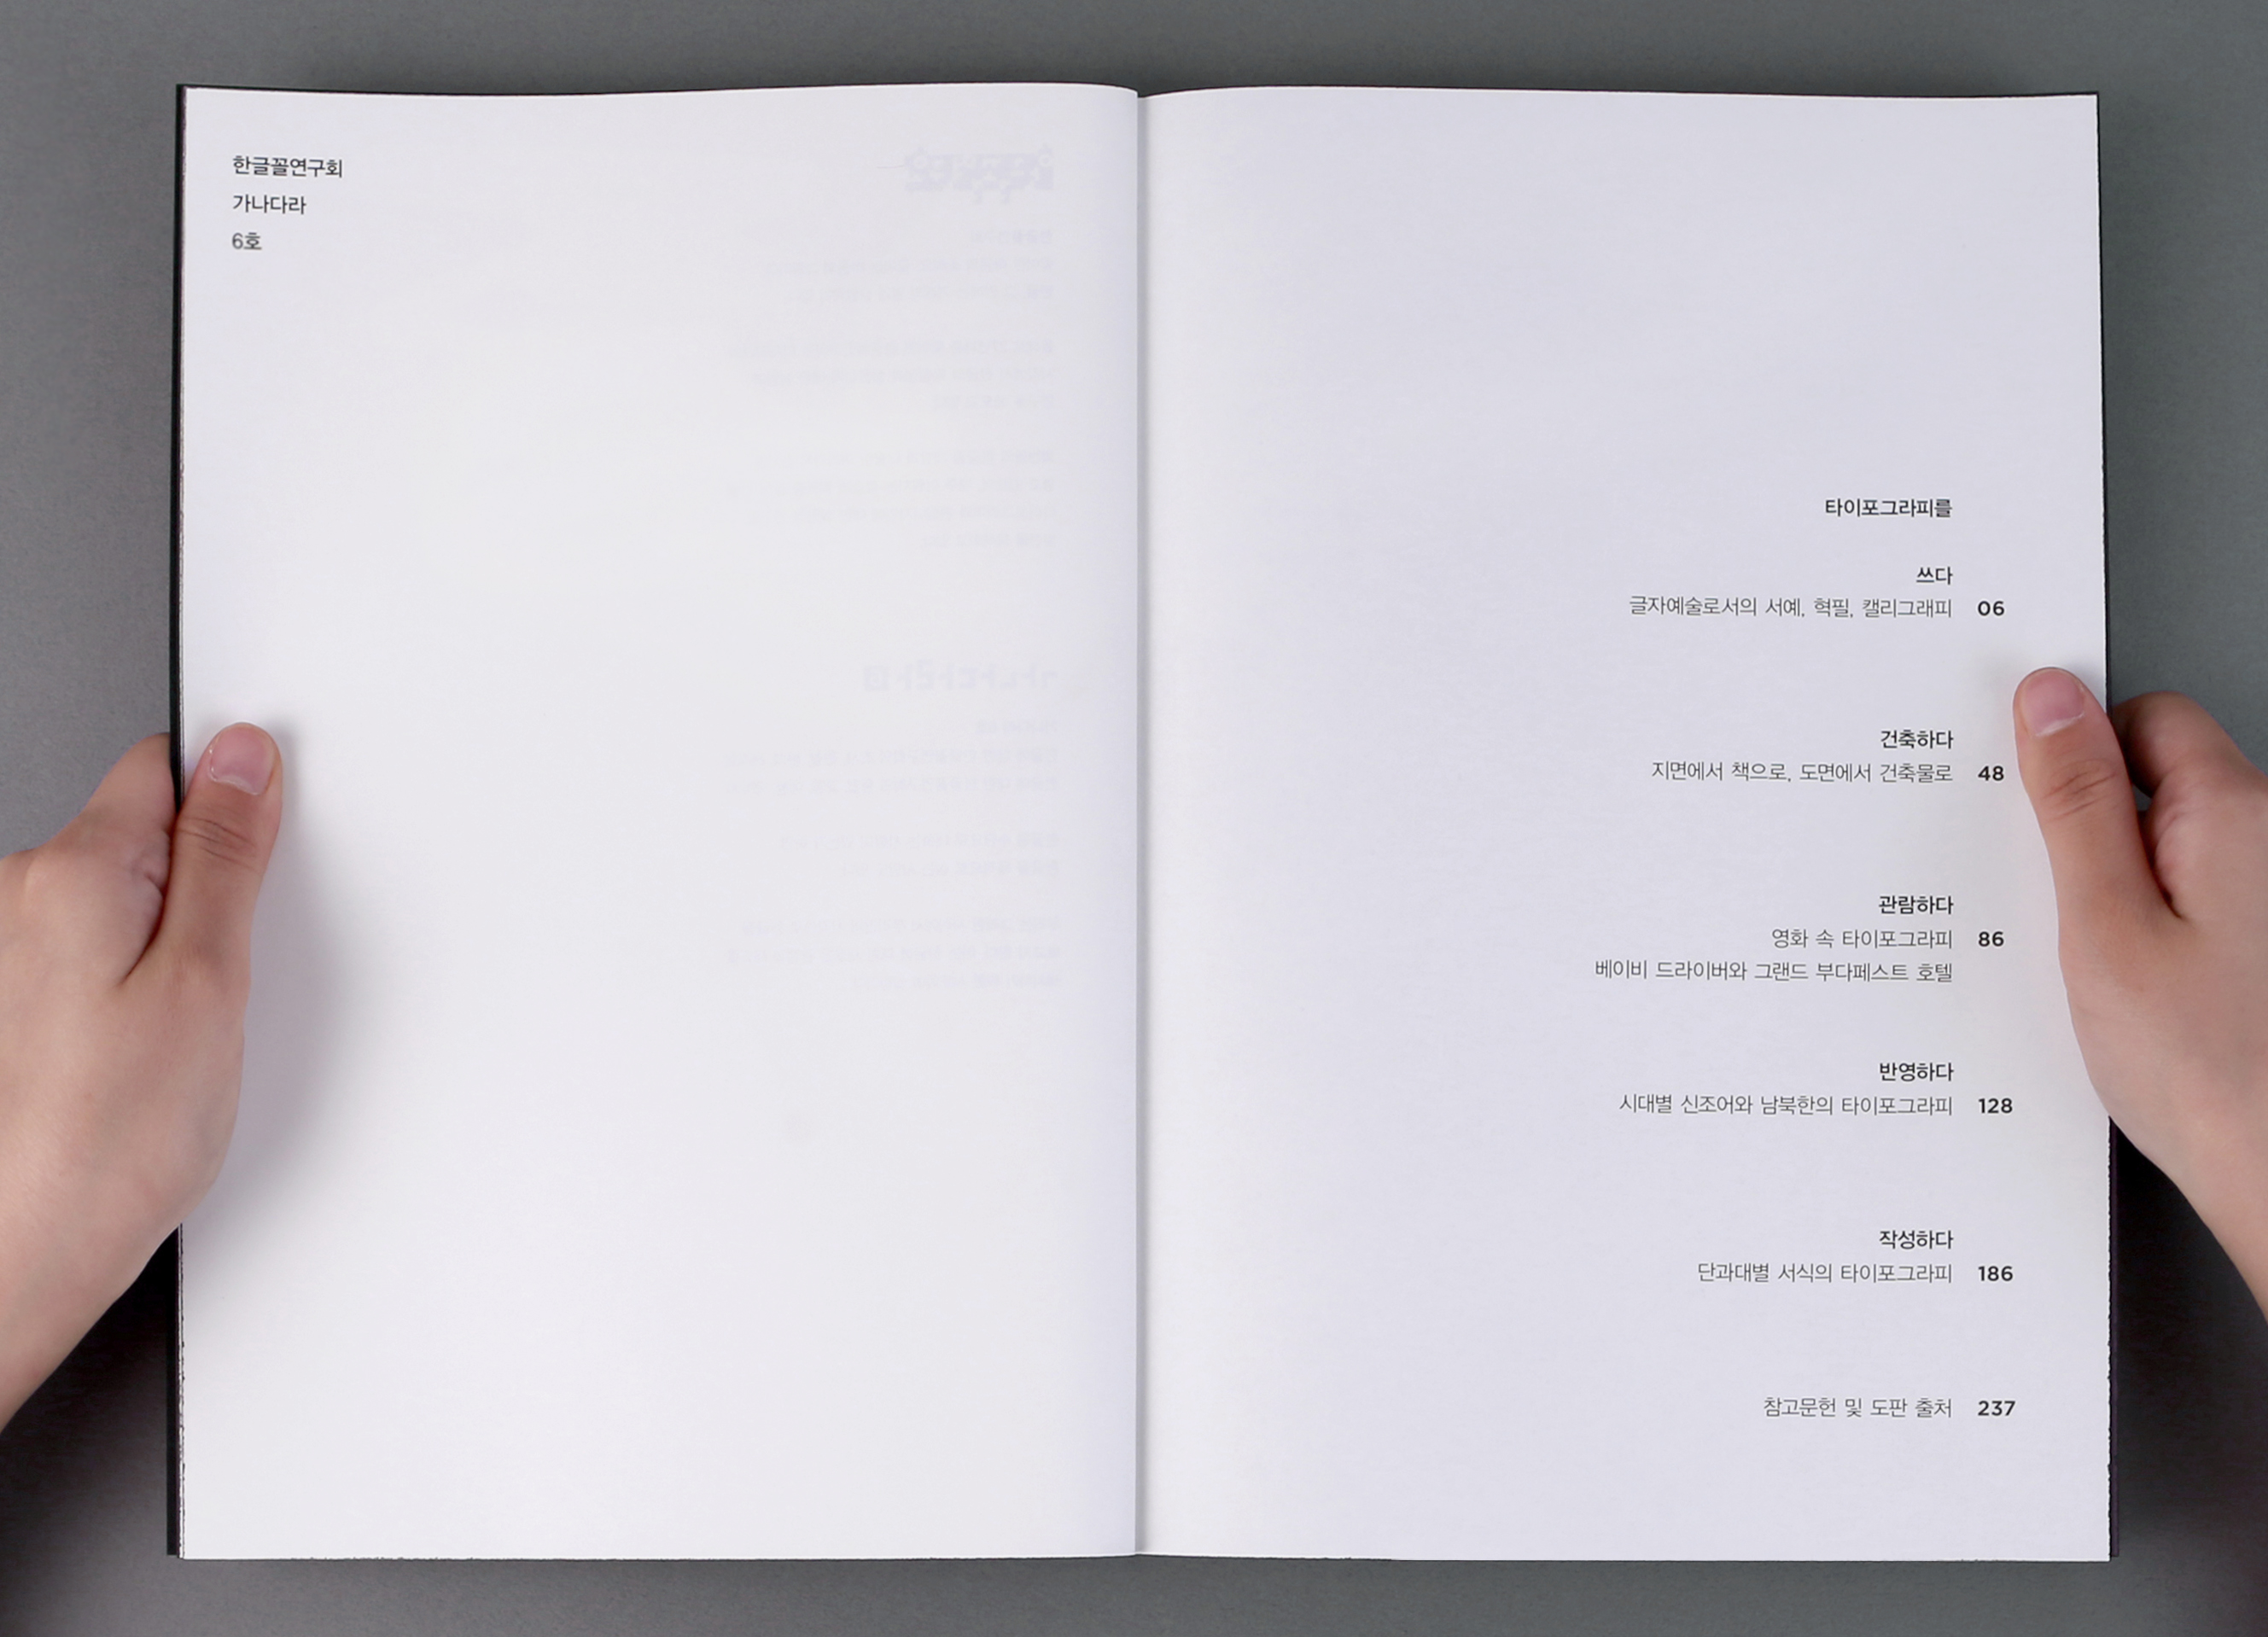 한글꼴연구회
가나다라
6호
타이포그라피를
쓰다
글자예술로서의 서예, 혁필, 캘리그래피 06
건축하다
지면에서 책으로, 도면에서 건축물로 48
관람하다
영화 속 타이포그라피 86
베이비 드라이버와 그랜드 부다페스트 호텔
반영하다
시대별 신조어와 남북한의 타이포그라피 128
작성하다
단과대별 서식의 타이포그라피 186
참고문헌 및 도판 출처 237